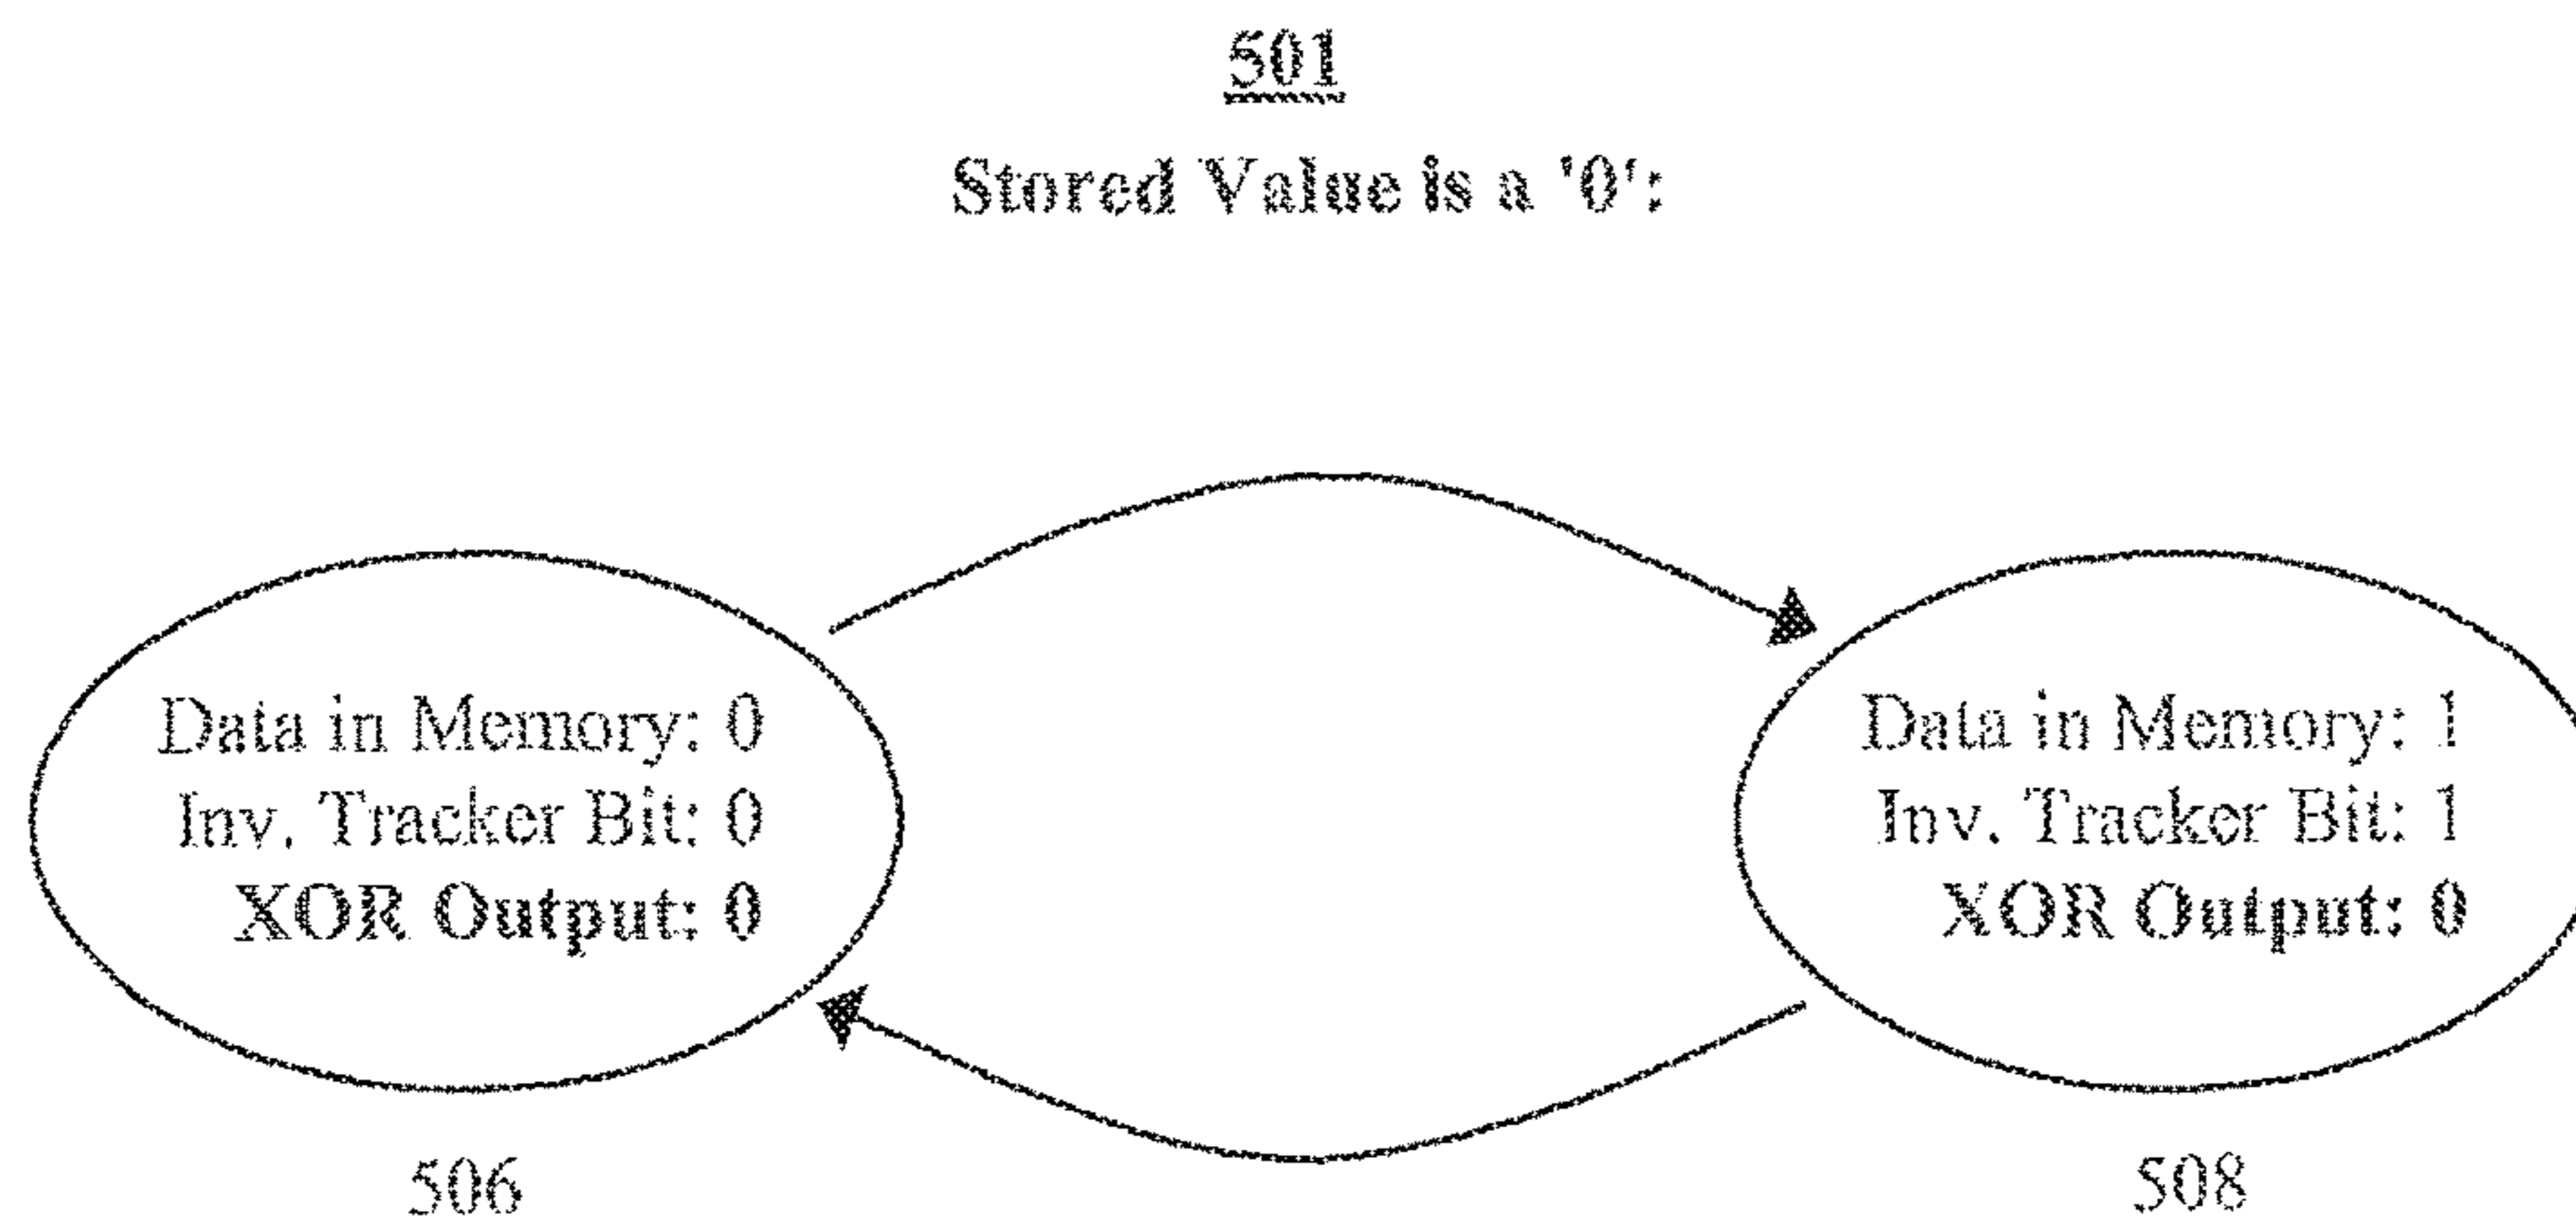 501
Stored Value is a '0':
Data in Memory: 0
Inv. Tracker Bit: 0
XOR Output: 0
506
Data in Memory: 1
Inv. Tracker Bit: 1
XOR Output: 0
508